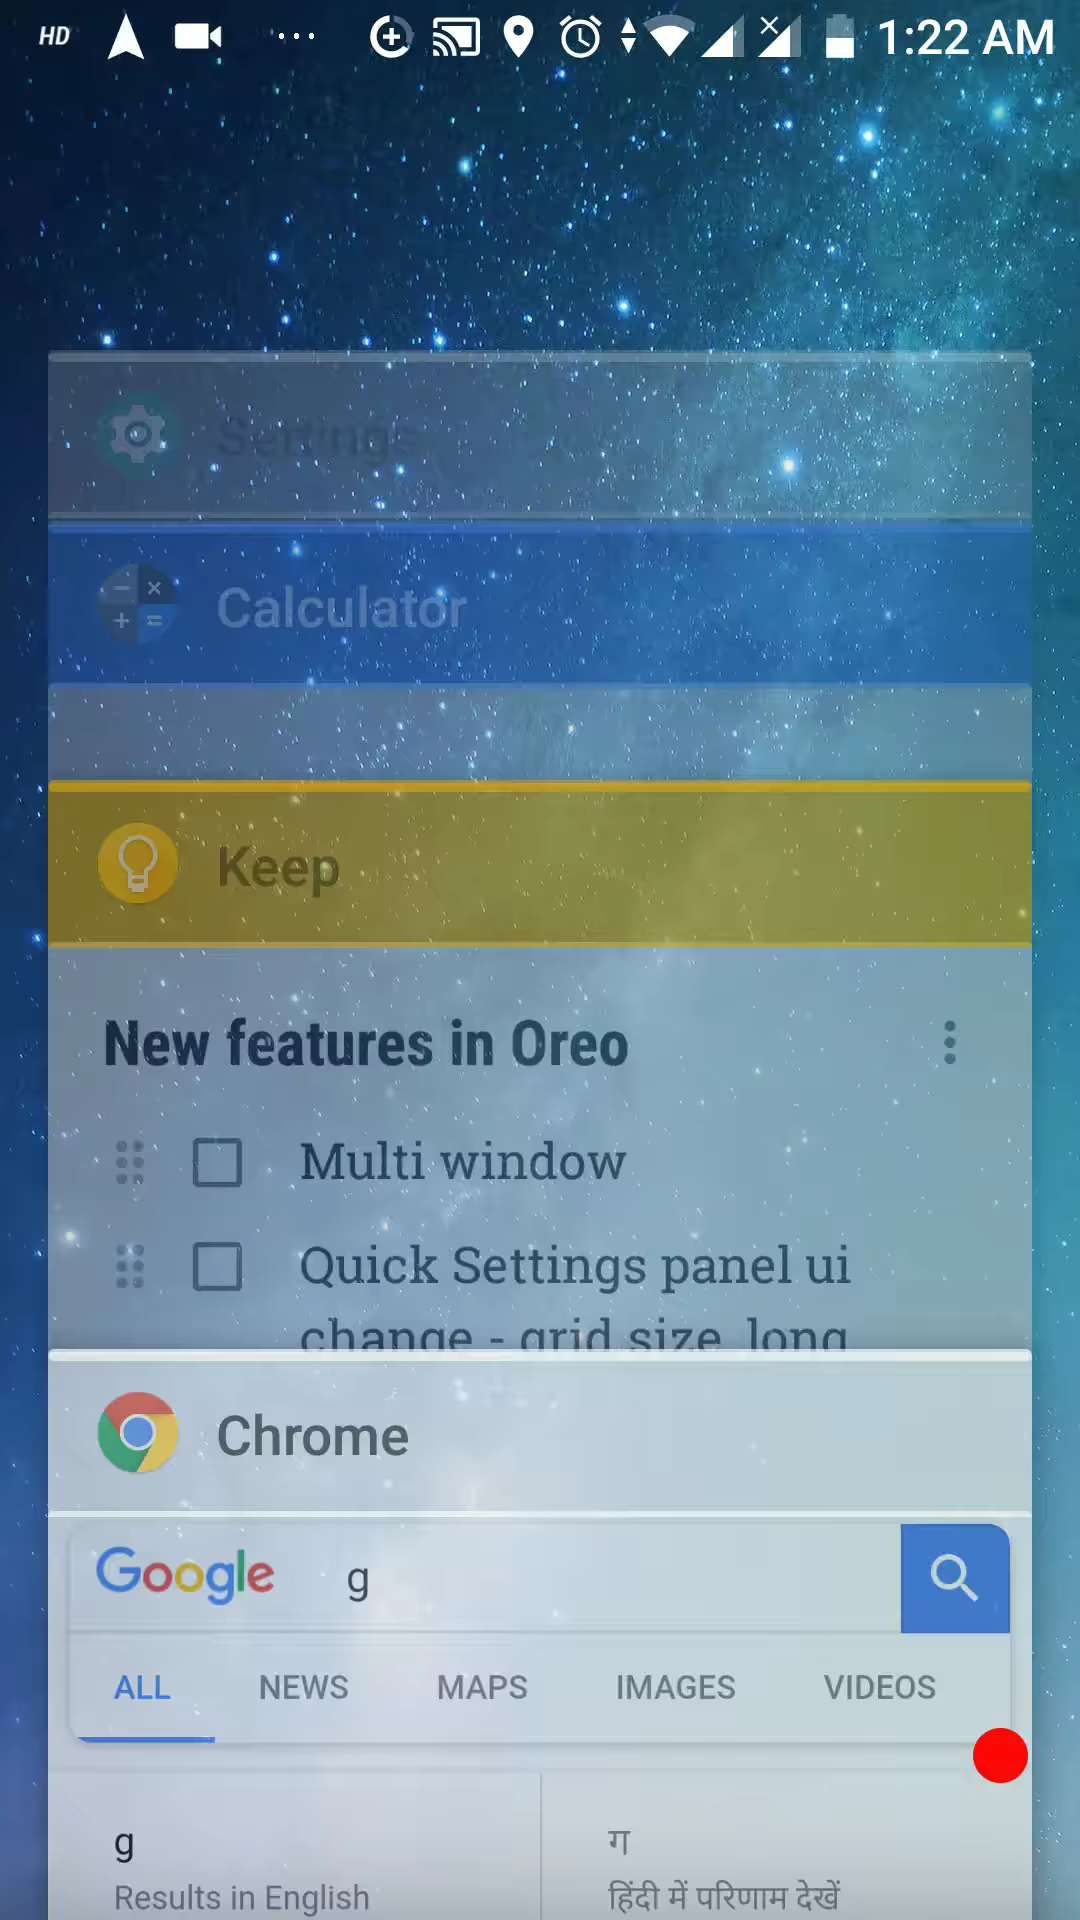 HD 1:22 AM
Settings
Calculator
Keep
New features in Oreo
Multi window
Quick Settings panel ui
change - grid size, long
Chrome
Google g
ALL NEWS MAPS IMAGES VIDEOS
g ग
Results in English हिंदी में परिणाम देखें